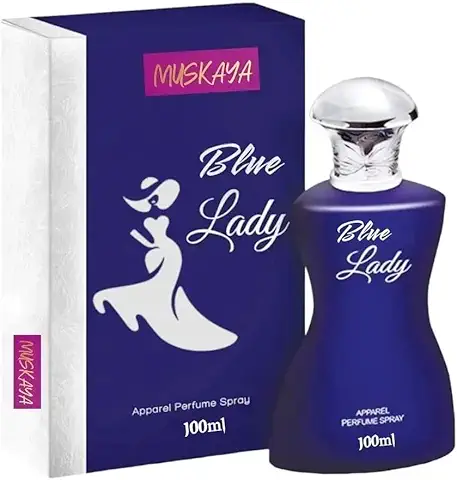 MUSKAYA
Blue
Lady
Apparel Perfume Spray
100ml
MUSKAYA
Blue
Lady
APPAREL
PERFUME SPRAY
100ml